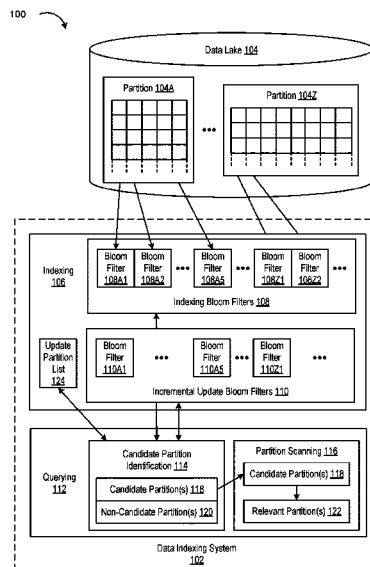 100
Data Lake 104
Partition 104A
Partition 104Z
Indexing
106
Bloom
Filter
108A1
Bloom
Filter
108A2
Bloom
Filter
108A5
Bloom
Filter
108Z1
Bloom
Filter
108Z2
Indexing Bloom Filters 108
Update
Partition
List
124
Bloom
Filter
110A1
Bloom
Filter
110A5
Bloom
Filter
110Z1
Incremental Update Bloom Filters 110
Querying
112
Candidate Partition
Identification 114
Candidate Partition(s) 118
Non-Candidate Partition(s) 120
Partition Scanning 116
Candidate Partition(s) 118
Relevant Partition(s) 122
Data Indexing System
102